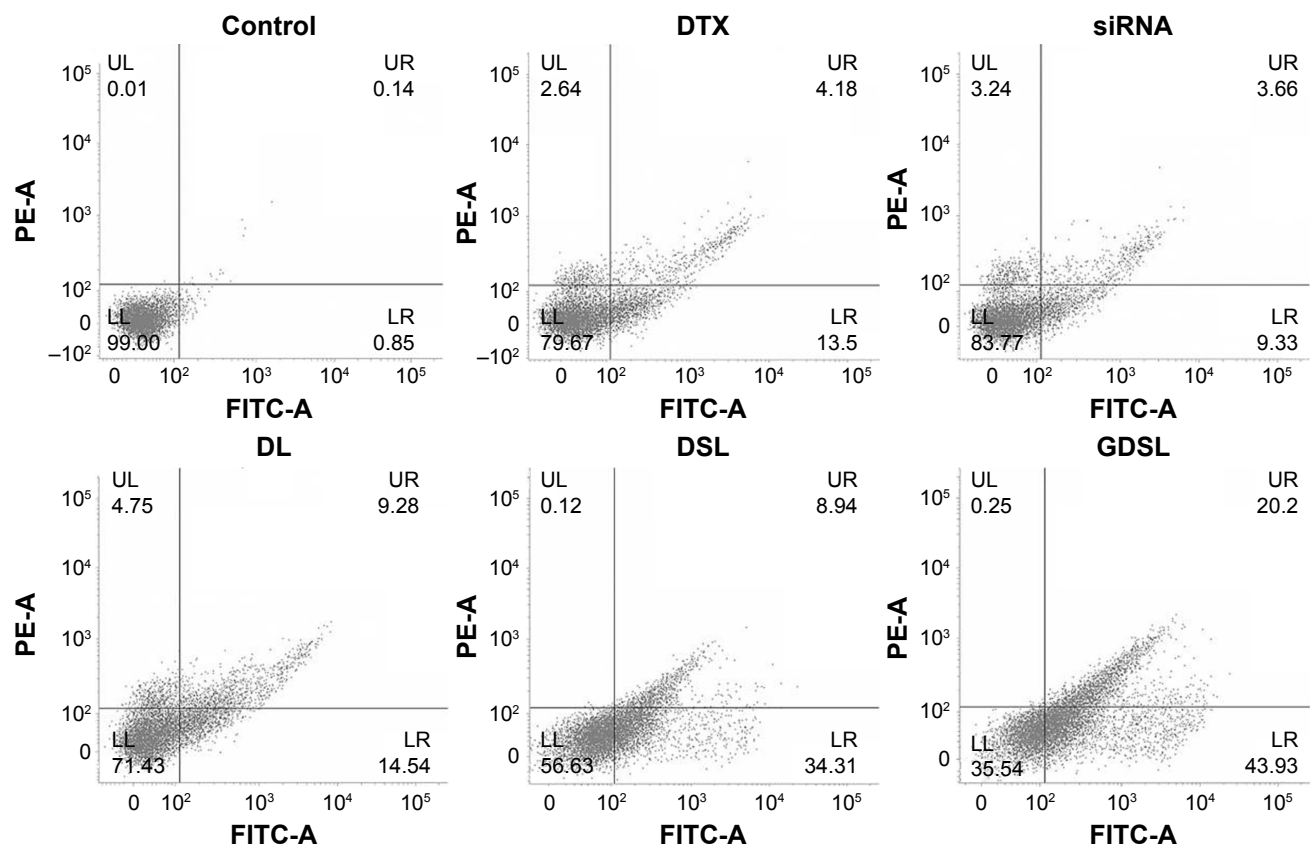 Control
UL UR
0.01 0.14
10⁵
10⁴
10³
10²
0
–10²
LL LR
99.00 0.85
0 10² 10³ 10⁴ 10⁵
PE-A
FITC-A
DTX
UL UR
2.64 4.18
10⁵
10⁴
10³
10²
0
–10²
LL LR
79.67 13.5
0 10² 10³ 10⁴ 10⁵
PE-A
FITC-A
siRNA
UL UR
3.24 3.66
10⁵
10⁴
10³
10²
0
LL LR
83.77 9.33
0 10² 10³ 10⁴ 10⁵
PE-A
FITC-A
DL
UL UR
4.75 9.28
10⁵
10⁴
10³
10²
0
LL LR
71.43 14.54
0 10² 10³ 10⁴ 10⁵
PE-A
FITC-A
DSL
UL UR
0.12 8.94
10⁵
10⁴
10³
10²
0
LL LR
56.63 34.31
0 10² 10³ 10⁴ 10⁵
PE-A
FITC-A
GDSL
UL UR
0.25 20.2
10⁵
10⁴
10³
10²
0
LL LR
35.54 43.93
0 10² 10³ 10⁴ 10⁵
PE-A
FITC-A